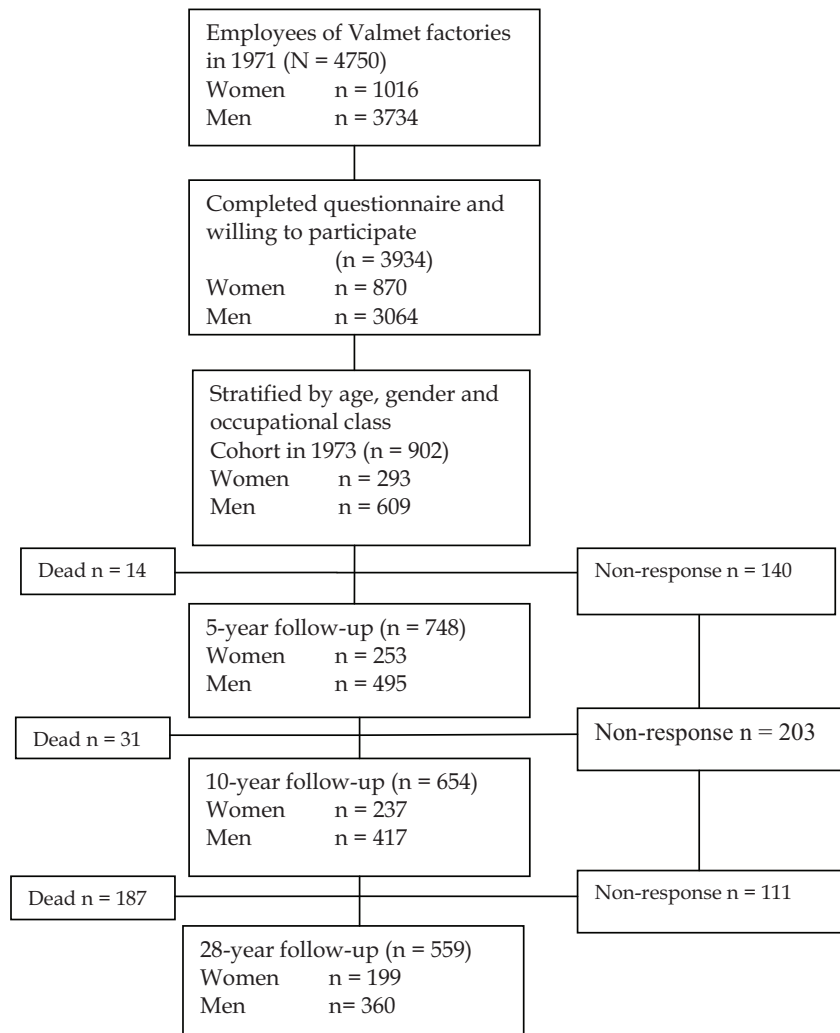 Employees of Valmet factories
in 1971 (N = 4750)
Women n = 1016
Men n = 3734
Completed questionnaire and
willing to participate
(n = 3934)
Women n = 870
Men n = 3064
Stratified by age, gender and
occupational class
Cohort in 1973 (n = 902)
Women n = 293
Men n = 609
Dead n = 14
Non-response n = 140
5-year follow-up (n = 748)
Women n = 253
Men n = 495
Dead n = 31
Non-response n = 203
10-year follow-up (n = 654)
Women n = 237
Men n = 417
Dead n = 187
Non-response n = 111
28-year follow-up (n = 559)
Women n = 199
Men n= 360